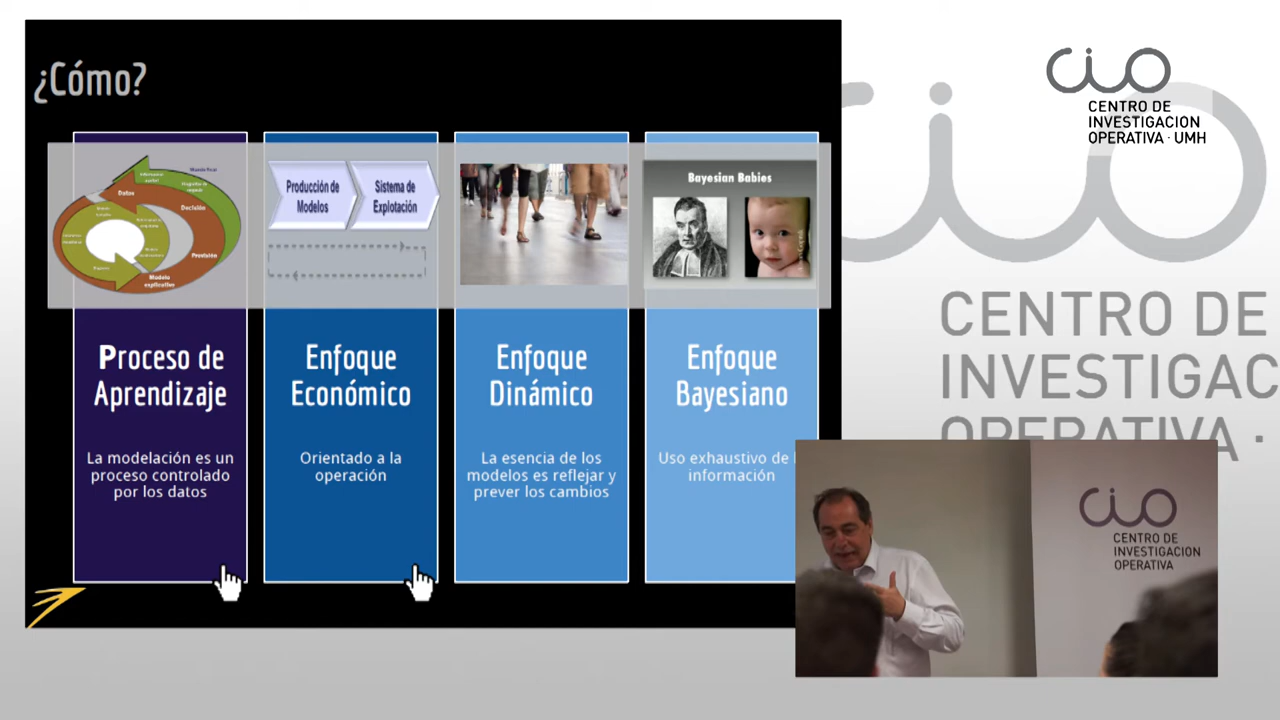 ¿Cómo?
Datos
Decisión
Previsión
Modelo
explicativo
Producción de
Modelos
Sistema de
Explotación
Bayesian Babies
Proceso de
Aprendizaje
La modelación es un
proceso controlado
por los datos
Enfoque
Económico
Orientado a la
operación
Enfoque
Dinámico
La esencia de los
modelos es reflejar y
prever los cambios
Enfoque
Bayesiano
Uso exhaustivo de
información
cio
CENTRO DE
INVESTIGACION
OPERATIVA · UMH
CENTRO DE
INVESTIGAC
OPERATIVA ·
cio
CENTRO DE
INVESTIGACION
OPERATIVA